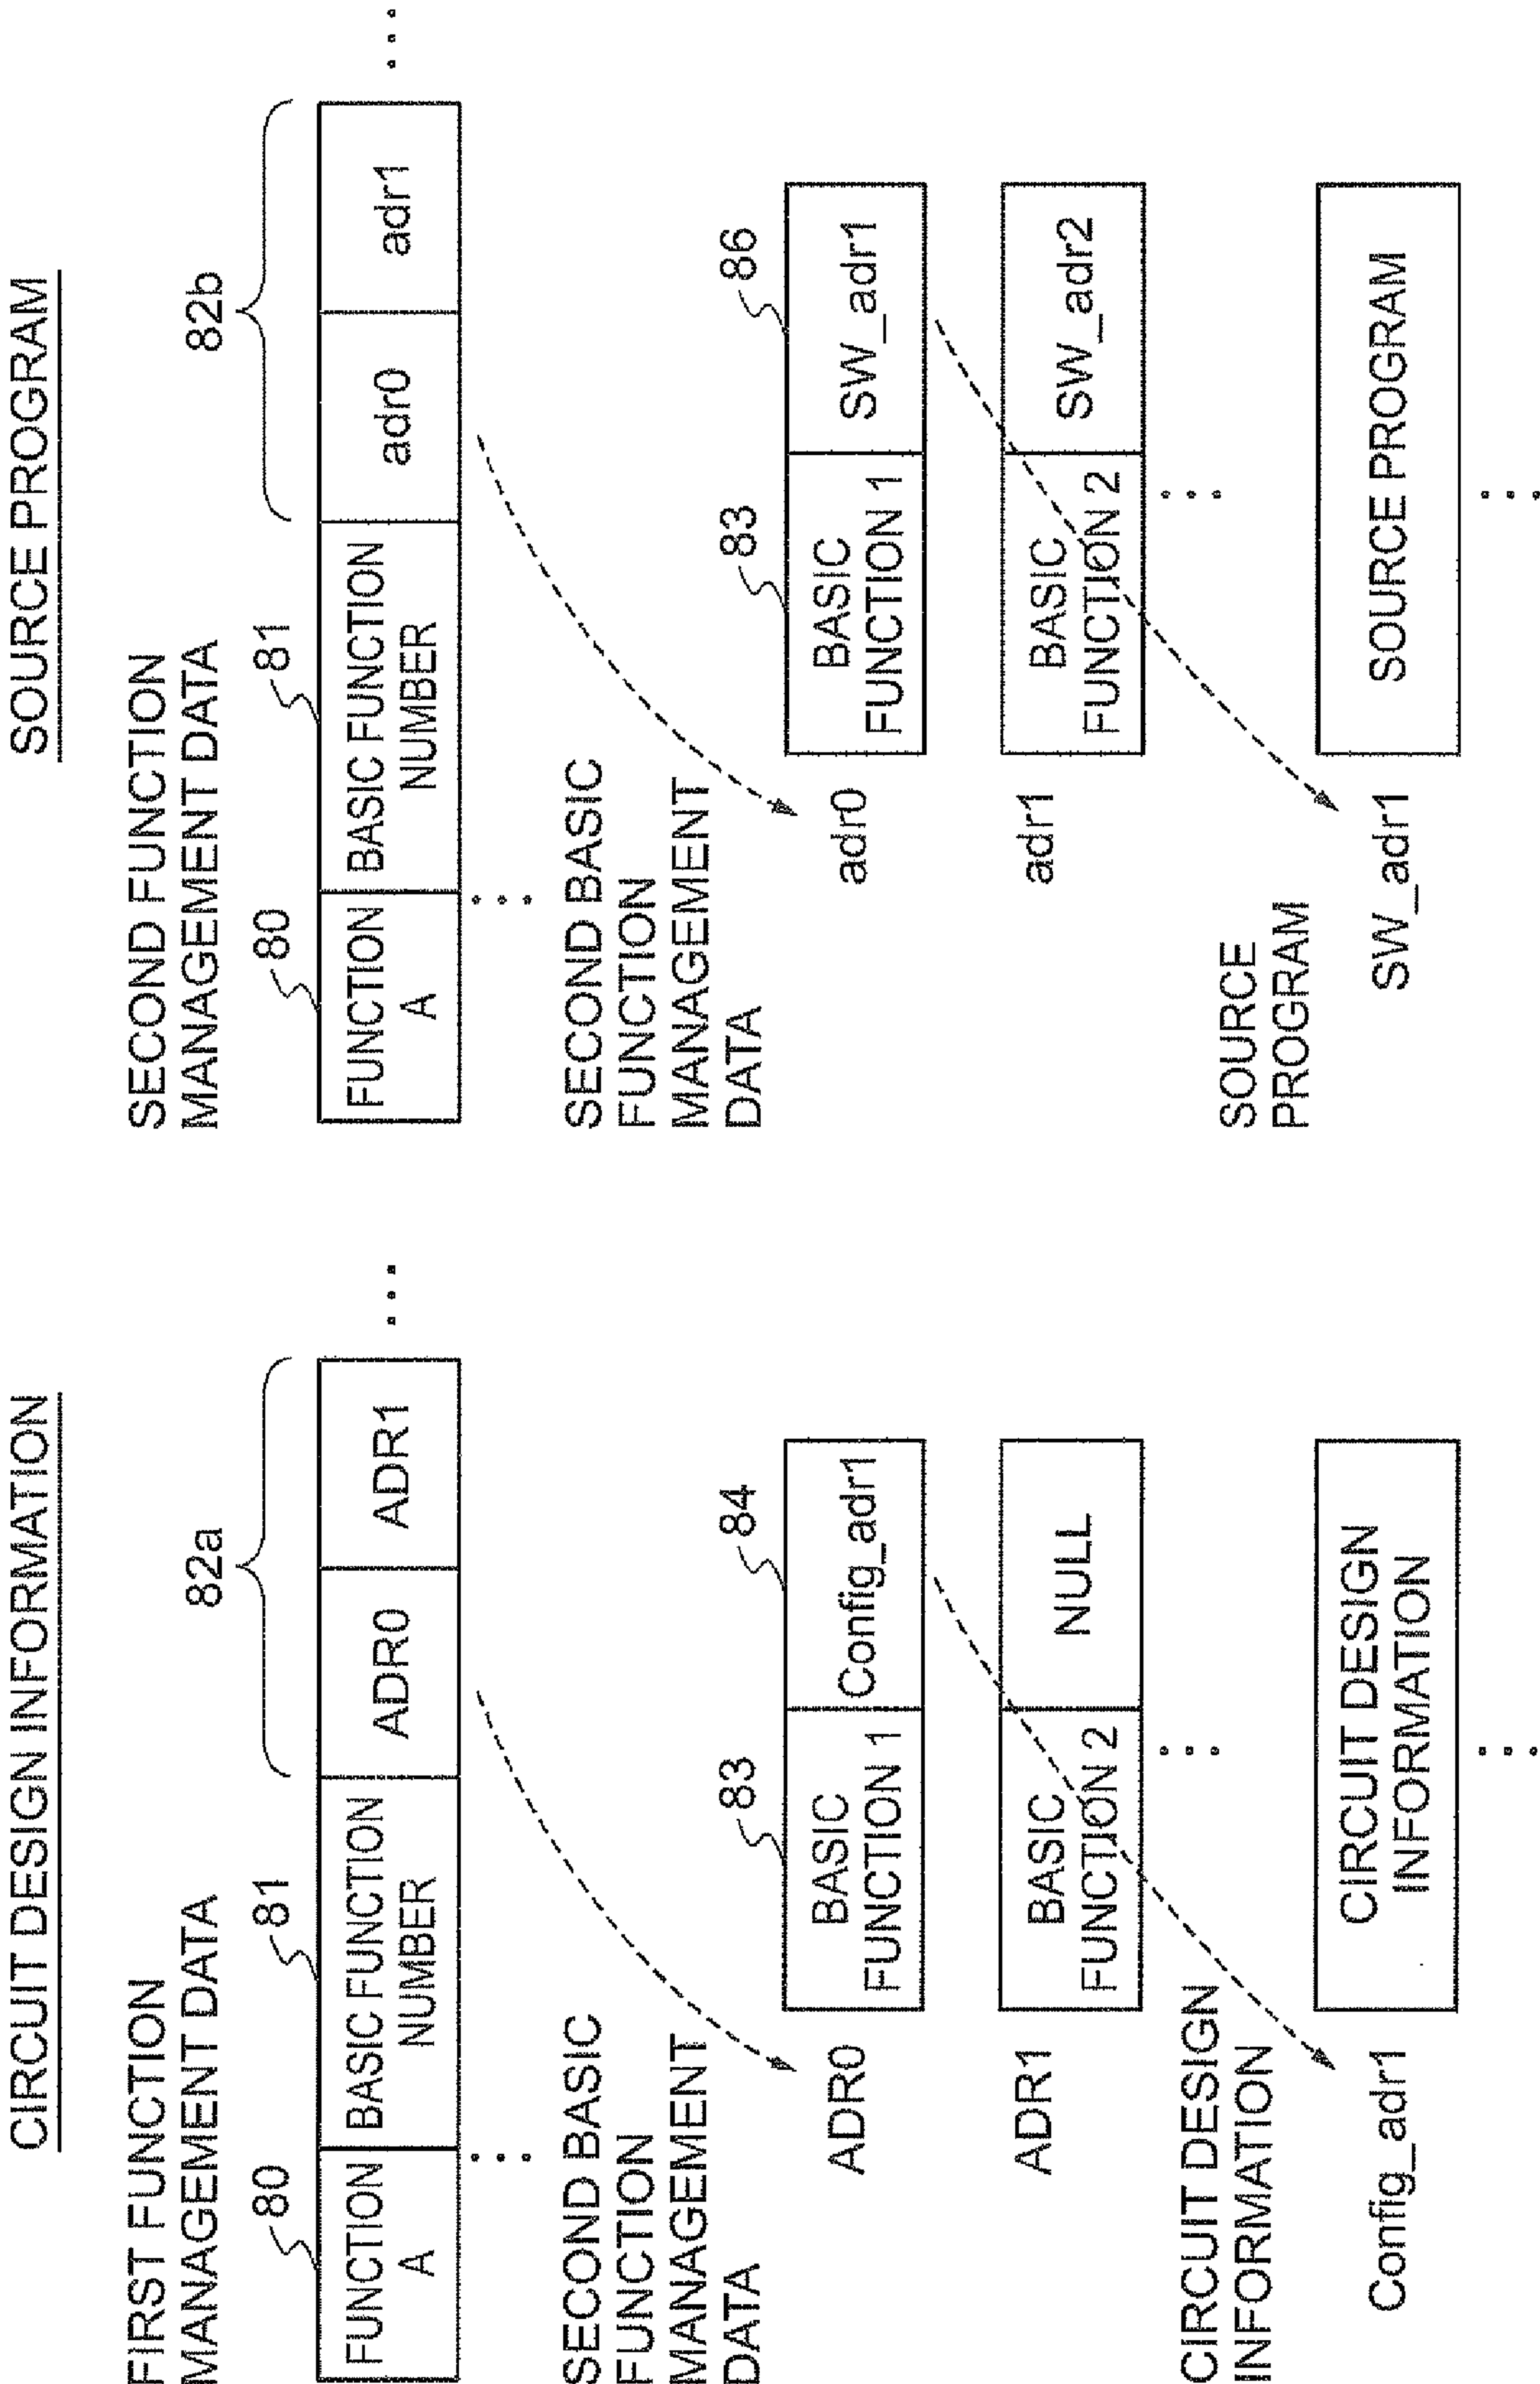 CIRCUIT DESIGN INFORMATION
FIRST FUNCTION
MANAGEMENT DATA
80
81
82a
FUNCTION
A
BASIC FUNCTION
NUMBER
ADR0
ADR1
SECOND BASIC
FUNCTION
MANAGEMENT
DATA
83
84
ADR0
BASIC
FUNCTION 1
Config_adr1
ADR1
BASIC
FUNCTION 2
NULL
CIRCUIT DESIGN
INFORMATION
Config_adr1
CIRCUIT DESIGN
INFORMATION
SOURCE PROGRAM
SECOND FUNCTION
MANAGEMENT DATA
80
81
82b
FUNCTION
A
BASIC FUNCTION
NUMBER
adr0
adr1
SECOND BASIC
FUNCTION
MANAGEMENT
DATA
83
86
adr0
BASIC
FUNCTION 1
SW_adr1
adr1
BASIC
FUNCTION 2
SW_adr2
SOURCE
PROGRAM
SW_adr1
SOURCE PROGRAM